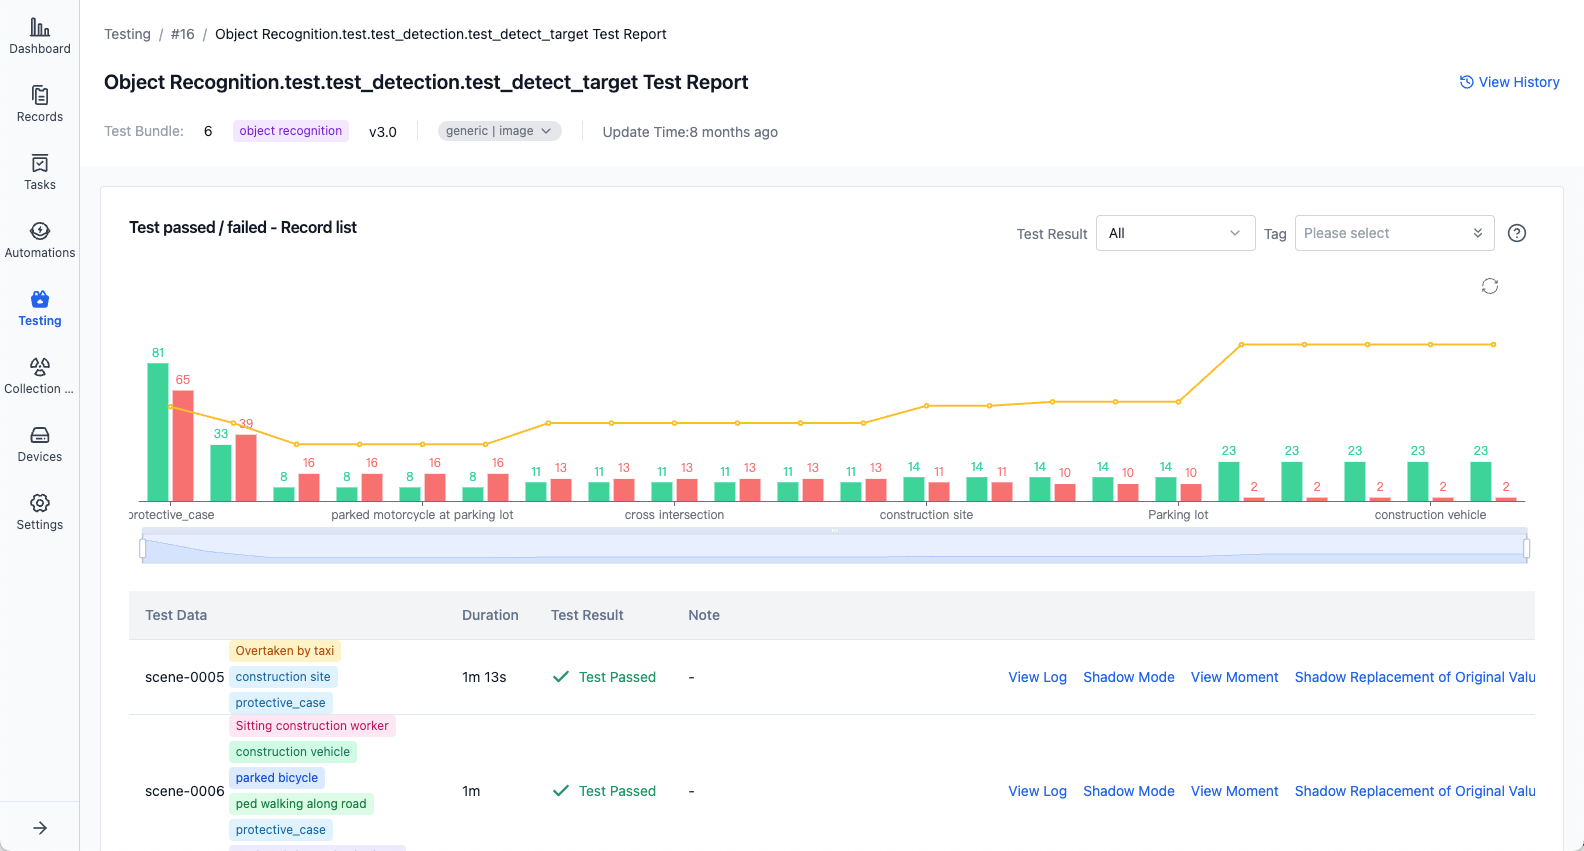 Dashboard
Records
Tasks
Automations
Testing
Collection ...
Devices
Settings
Testing / #16 / Object Recognition.test.test_detection.test_detect_target Test Report
Object Recognition.test.test_detection.test_detect_target Test Report
View History
Test Bundle: 6 object recognition v3.0 generic | image Update Time:8 months ago
Test passed / failed - Record list
Test Result All Tag Please select
81 65 33 39 8 16 8 16 8 16 8 16 11 13 11 13 11 13 11 13 11 13 11 13 14 11 14 11 14 10 14 10 14 10 23 2 23 2 23 2 23 2 23 2
protective_case parked motorcycle at parking lot cross intersection construction site Parking lot construction vehicle
Test Data Duration Test Result Note
Overtaken by taxi
scene-0005 construction site 1m 13s Test Passed - View Log Shadow Mode View Moment Shadow Replacement of Original Valu
protective_case
Sitting construction worker
construction vehicle
parked bicycle
scene-0006 1m Test Passed - View Log Shadow Mode View Moment Shadow Replacement of Original Valu
ped walking along road
protective_case